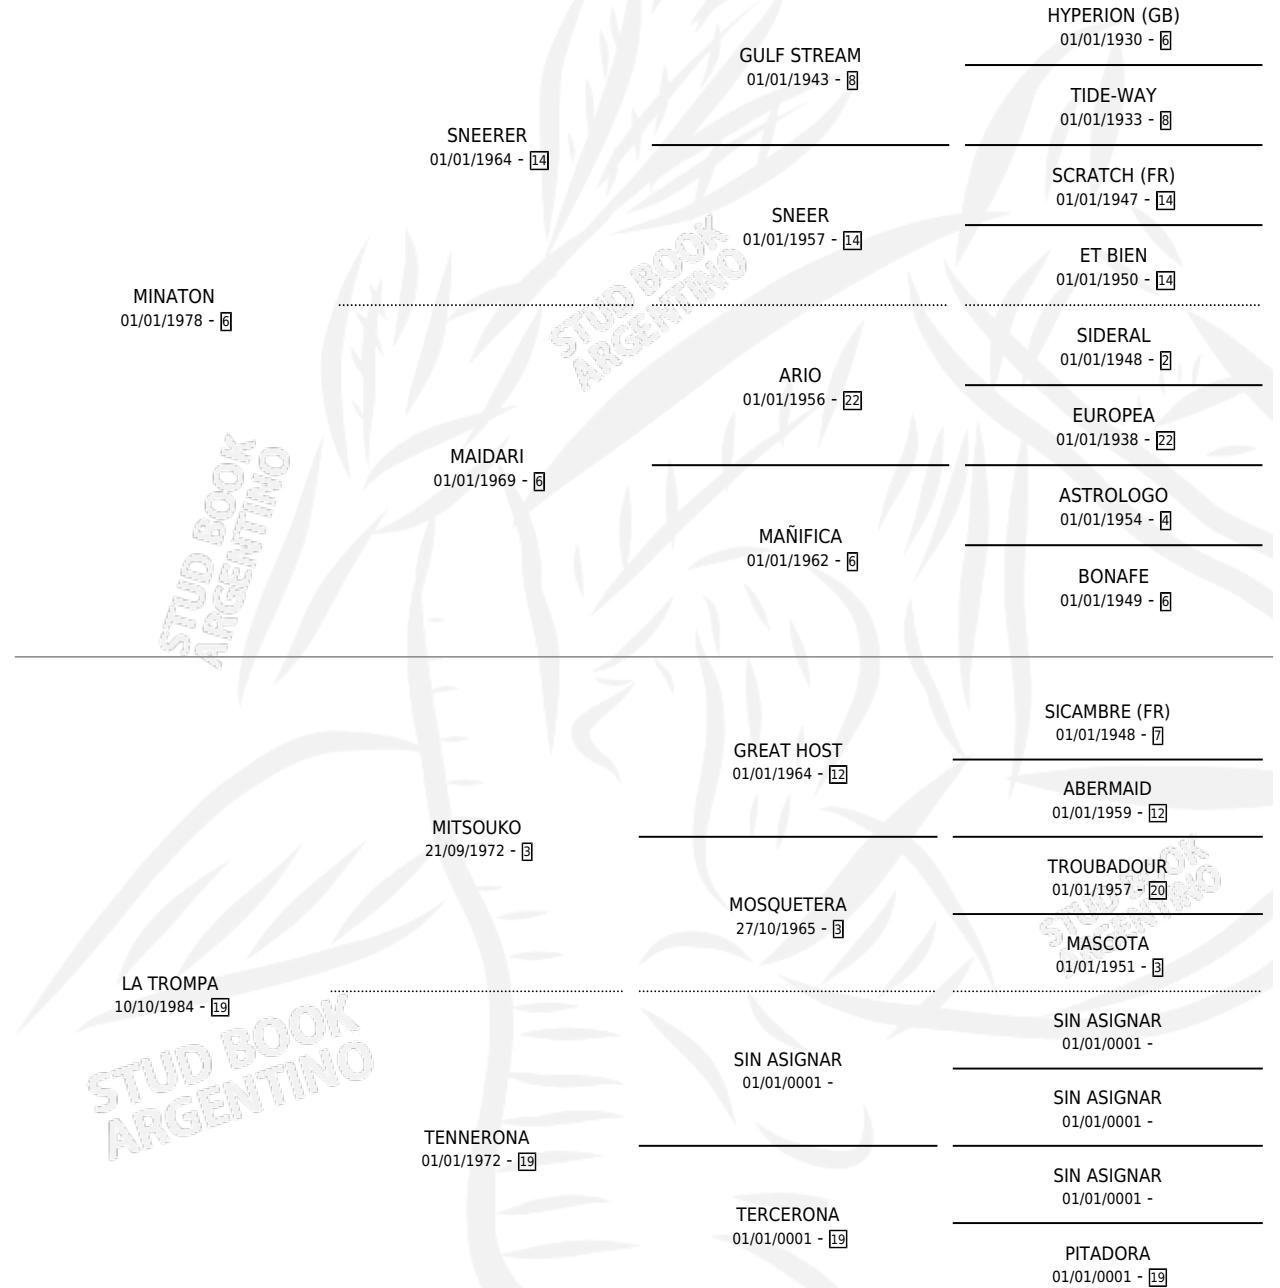 HYPERION (GB)
01/01/1930 - 6
GULF STREAM
01/01/1943 - 8
TIDE-WAY
01/01/1933 - 8
SNEERER
01/01/1964 - 14
SCRATCH (FR)
01/01/1947 - 14
SNEER
01/01/1957 - 14
ET BIEN
01/01/1950 - 14
MINATON
01/01/1978 - 6
SIDERAL
01/01/1948 - 2
ARIO
01/01/1956 - 22
EUROPEA
01/01/1938 - 22
MAIDARI
01/01/1969 - 6
ASTROLOGO
01/01/1954 - 4
MAÑIFICA
01/01/1962 - 6
BONAFE
01/01/1949 - 6
SICAMBRE (FR)
01/01/1948 - 7
GREAT HOST
01/01/1964 - 12
ABERMAID
01/01/1959 - 12
MITSOUKO
21/09/1972 - 3
TROUBADOUR
01/01/1957 - 20
MOSQUETERA
27/10/1965 - 3
MASCOTA
01/01/1951 - 3
LA TROMPA
10/10/1984 - 19
SIN ASIGNAR
01/01/0001 -
SIN ASIGNAR
01/01/0001 -
SIN ASIGNAR
01/01/0001 -
TENNERONA
01/01/1972 - 19
SIN ASIGNAR
01/01/0001 -
TERCERONA
01/01/0001 - 19
PITADORA
01/01/0001 - 19
STUD BOOK
ARGENTINO
STUD BOOK
ARGENTINO
STUD BOOK
ARGENTINO
STUD BOOK
ARGENTINO